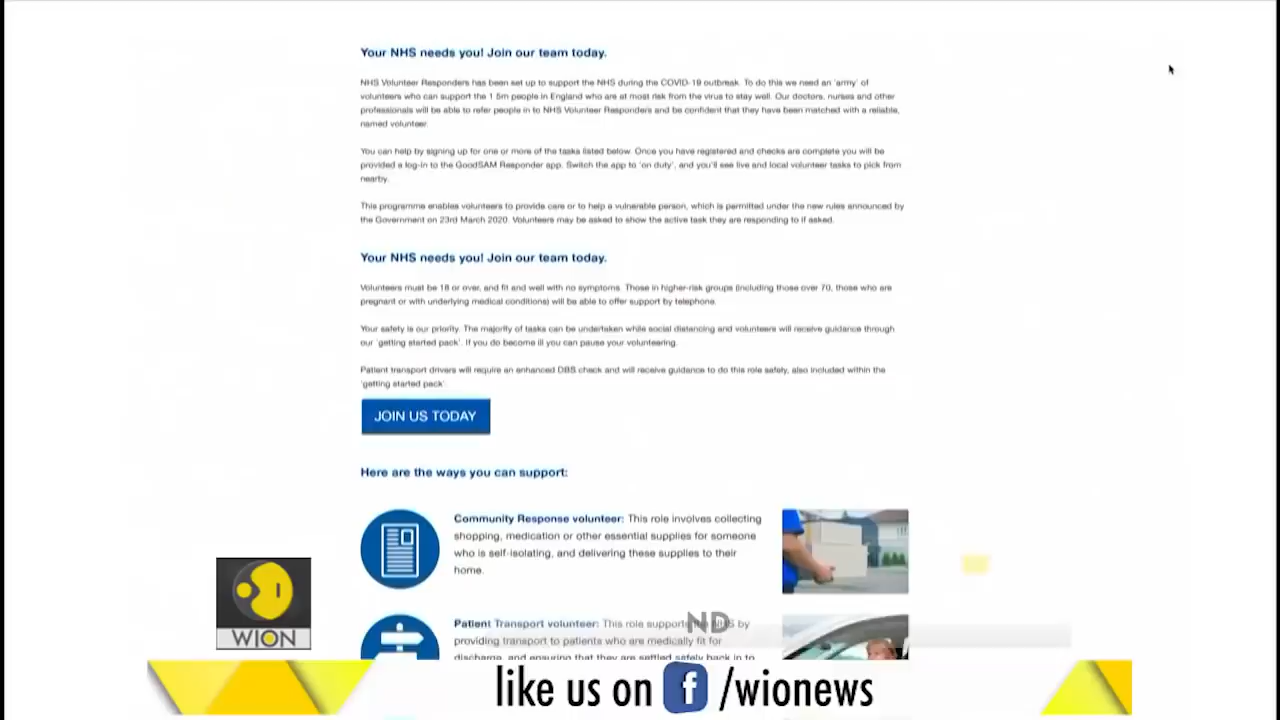 Your NHS needs you! Join our team today.
NHS Volunteer Responders has been set up to support the NHS during the COVID-19 outbreak. To do this we need an 'army' of
volunteers who can support the 1.5m people in England who are at most risk from the virus to stay well. Our doctors, nurses and other
professionals will be able to refer people in to NHS Volunteer Responders and be confident that they have been matched with a reliable,
named volunteer.
You can help by signing up for one or more of the tasks listed below. Once you have registered and checks are complete you will be
provided a log-in to the GoodSAM Responder app. Switch the app to 'on duty', and you'll see live and local volunteer tasks to pick from
nearby.
This programme enables volunteers to provide care or to help a vulnerable person, which is permitted under the new rules announced by
the Government on 23rd March 2020. Volunteers may be asked to show the active task they are responding to if asked.
Your NHS needs you! Join our team today.
Volunteers must be 18 or over, and fit and well with no symptoms. Those in higher-risk groups (including those over 70, those who are
pregnant or with underlying medical conditions) will be able to offer support by telephone.
Your safety is our priority. The majority of tasks can be undertaken while social distancing and volunteers will receive guidance through
our 'getting started pack'. If you do become ill you can pause your volunteering.
Patient transport drivers will require an enhanced DBS check and will receive guidance to do this role safely, also included within the
'getting started pack'
JOIN US TODAY
Here are the ways you can support:
Community Response volunteer: This role involves collecting
shopping, medication or other essential supplies for someone
who is self-isolating, and delivering these supplies to their
home.
Patient Transport volunteer: This role supports the NHS by
providing transport to patients who are medically fit for
discharge, and ensuring that they are settled safely back in to
ND
WION
like us on f /wionews